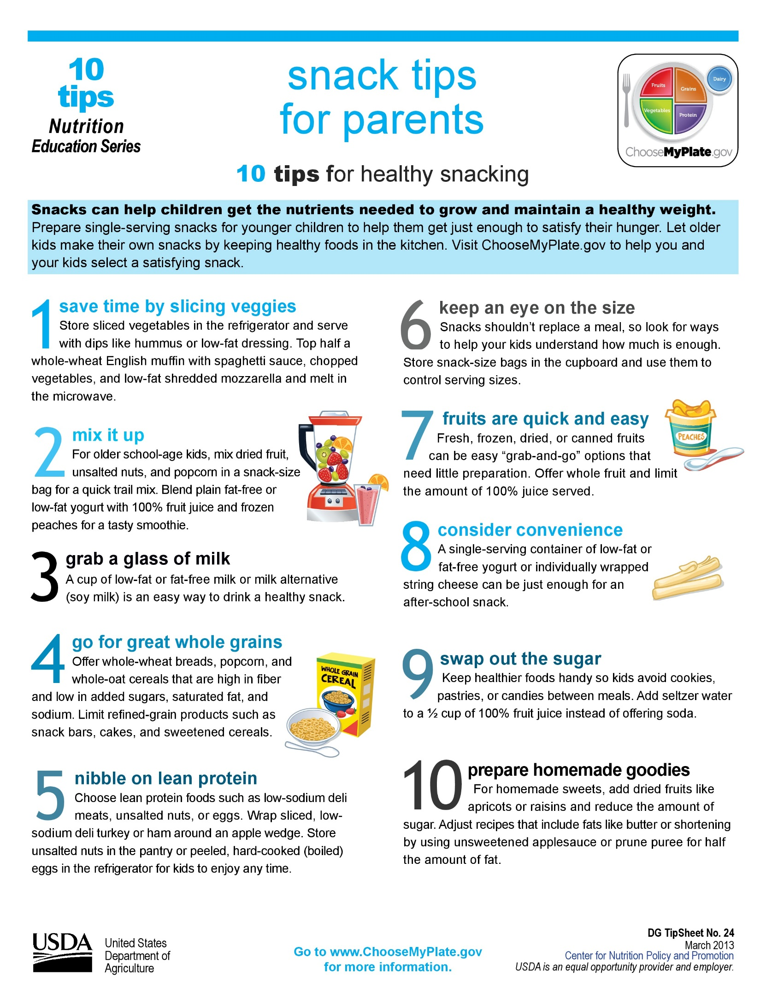 10
tips
Nutrition
Education Series
snack tips
for parents
10 tips for healthy snacking
Fruits
Grains
Dairy
Vegetables
Protein
ChooseMyPlate.gov
Snacks can help children get the nutrients needed to grow and maintain a healthy weight.
Prepare single-serving snacks for younger children to help them get just enough to satisfy their hunger. Let older
kids make their own snacks by keeping healthy foods in the kitchen. Visit ChooseMyPlate.gov to help you and
your kids select a satisfying snack.
1 save time by slicing veggies
Store sliced vegetables in the refrigerator and serve
with dips like hummus or low-fat dressing. Top half a
whole-wheat English muffin with spaghetti sauce, chopped
vegetables, and low-fat shredded mozzarella and melt in
the microwave.
2 mix it up
For older school-age kids, mix dried fruit,
unsalted nuts, and popcorn in a snack-size
bag for a quick trail mix. Blend plain fat-free or
low-fat yogurt with 100% fruit juice and frozen
peaches for a tasty smoothie.
3 grab a glass of milk
A cup of low-fat or fat-free milk or milk alternative
(soy milk) is an easy way to drink a healthy snack.
4 go for great whole grains
Offer whole-wheat breads, popcorn, and
whole-oat cereals that are high in fiber
and low in added sugars, saturated fat, and
sodium. Limit refined-grain products such as
snack bars, cakes, and sweetened cereals.
WHOLE GRAIN
CEREAL
5 nibble on lean protein
Choose lean protein foods such as low-sodium deli
meats, unsalted nuts, or eggs. Wrap sliced, low-
sodium deli turkey or ham around an apple wedge. Store
unsalted nuts in the pantry or peeled, hard-cooked (boiled)
eggs in the refrigerator for kids to enjoy any time.
6 keep an eye on the size
Snacks shouldn't replace a meal, so look for ways
to help your kids understand how much is enough.
Store snack-size bags in the cupboard and use them to
control serving sizes.
7 fruits are quick and easy
Fresh, frozen, dried, or canned fruits
can be easy “grab-and-go” options that
need little preparation. Offer whole fruit and limit
the amount of 100% juice served.
PEACHES
8 consider convenience
A single-serving container of low-fat or
fat-free yogurt or individually wrapped
string cheese can be just enough for an
after-school snack.
9 swap out the sugar
Keep healthier foods handy so kids avoid cookies,
pastries, or candies between meals. Add seltzer water
to a ½ cup of 100% fruit juice instead of offering soda.
10 prepare homemade goodies
For homemade sweets, add dried fruits like
apricots or raisins and reduce the amount of
sugar. Adjust recipes that include fats like butter or shortening
by using unsweetened applesauce or prune puree for half
the amount of fat.
USDA
United States
Department of
Agriculture
Go to www.ChooseMyPlate.gov
for more information.
DG TipSheet No. 24
March 2013
Center for Nutrition Policy and Promotion
USDA is an equal opportunity provider and employer.